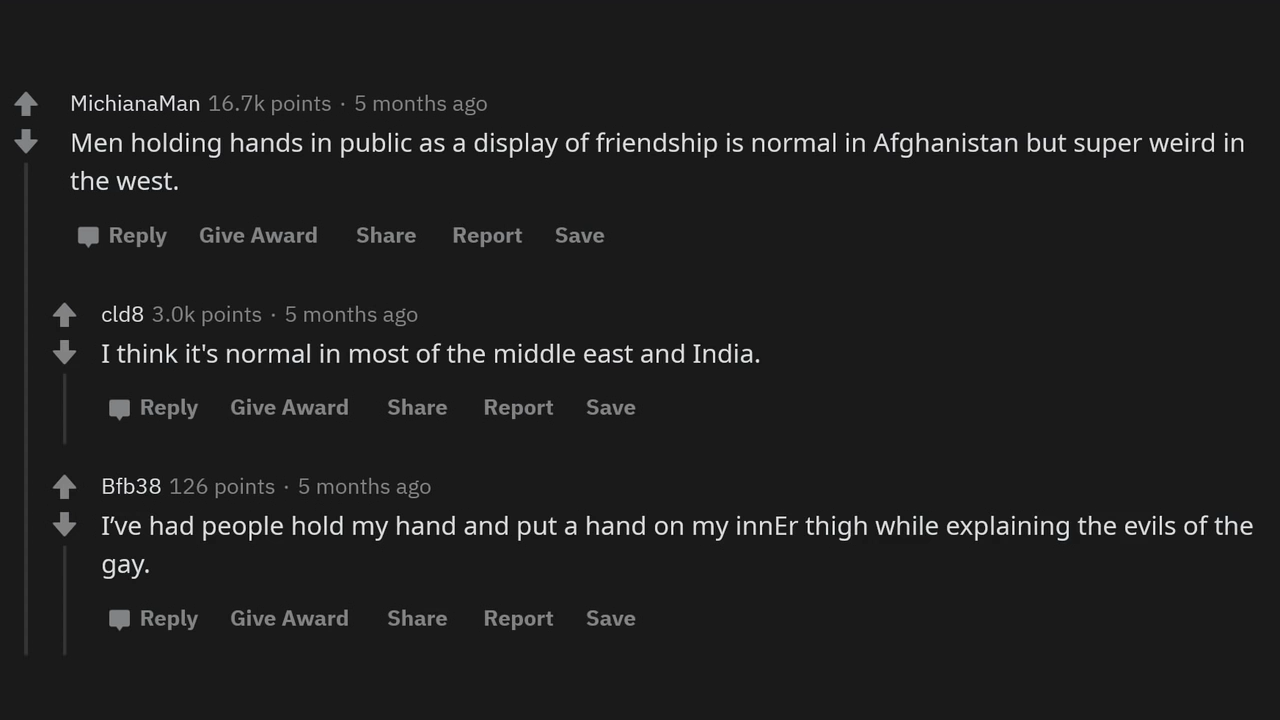 MichianaMan 16.7k points · 5 months ago
Men holding hands in public as a display of friendship is normal in Afghanistan but super weird in
the west.
Reply Give Award Share Report Save
cld8 3.0k points · 5 months ago
I think it's normal in most of the middle east and India.
Reply Give Award Share Report Save
Bfb38 126 points · 5 months ago
I’ve had people hold my hand and put a hand on my innEr thigh while explaining the evils of the
gay.
Reply Give Award Share Report Save